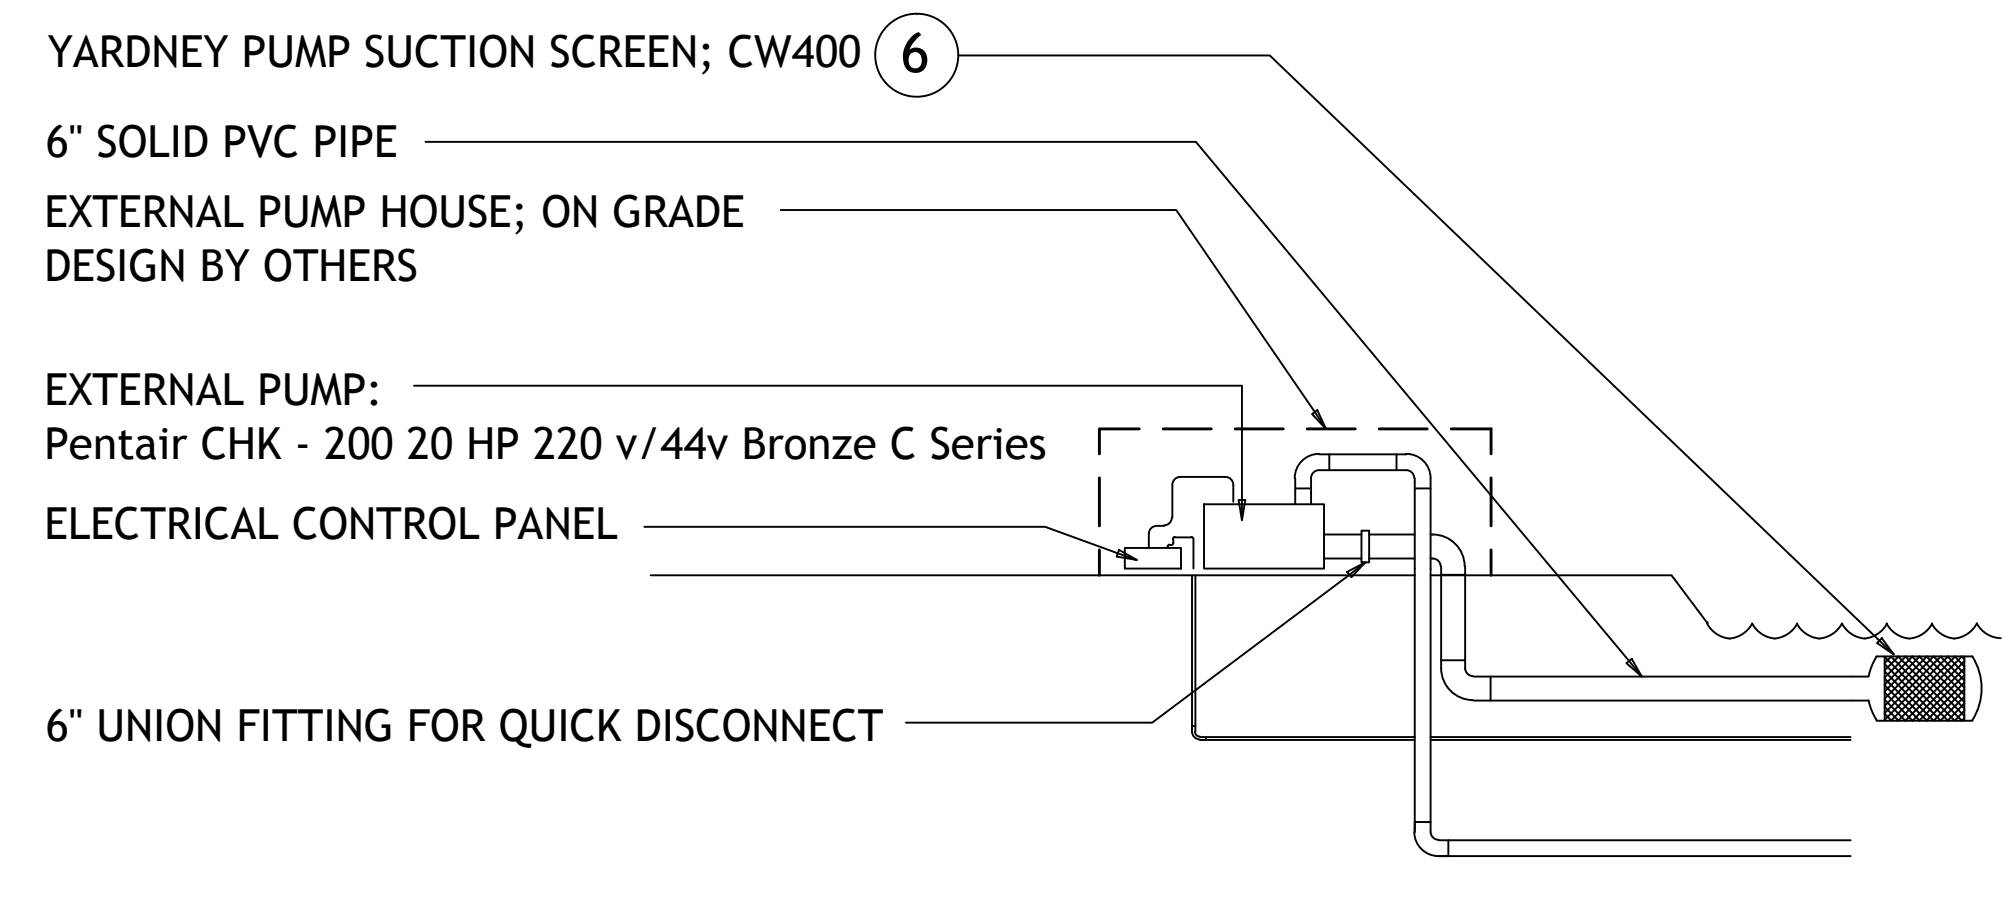 YARDNEY PUMP SUCTION SCREEN; CW400 6
6" SOLID PVC PIPE
EXTERNAL PUMP HOUSE; ON GRADE
DESIGN BY OTHERS
EXTERNAL PUMP:
Pentair CHK - 200 20 HP 220 v/44v Bronze C Series
ELECTRICAL CONTROL PANEL
6" UNION FITTING FOR QUICK DISCONNECT